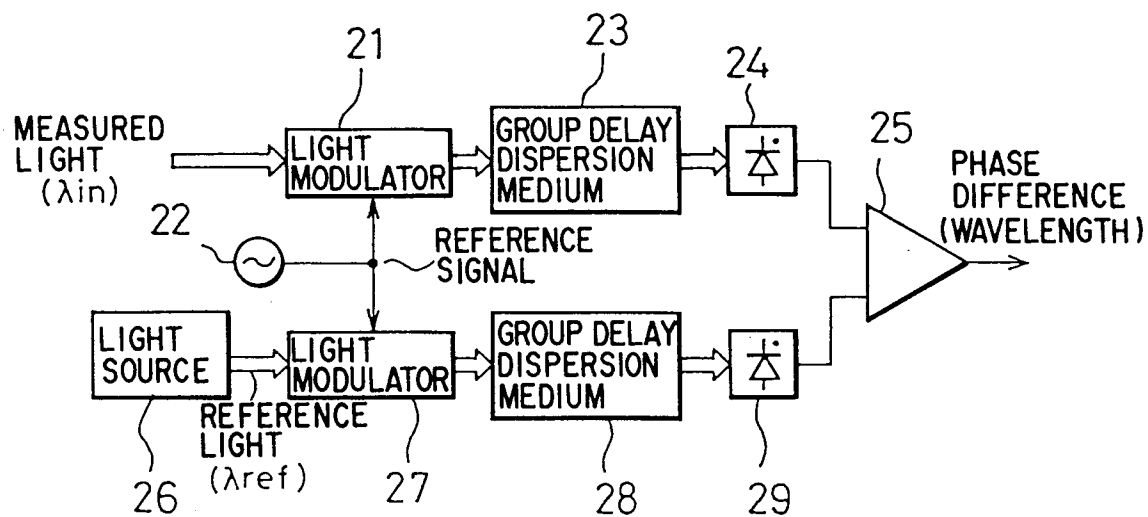 21
23
24
25
MEASURED
LIGHT
(λin)
LIGHT
MODULATOR
GROUP DELAY
DISPERSION
MEDIUM
PHASE
DIFFERENCE
(WAVELENGTH)
22
REFERENCE
SIGNAL
LIGHT
SOURCE
LIGHT
MODULATOR
GROUP DELAY
DISPERSION
MEDIUM
REFERENCE
LIGHT
(λref)
26
27
28
29